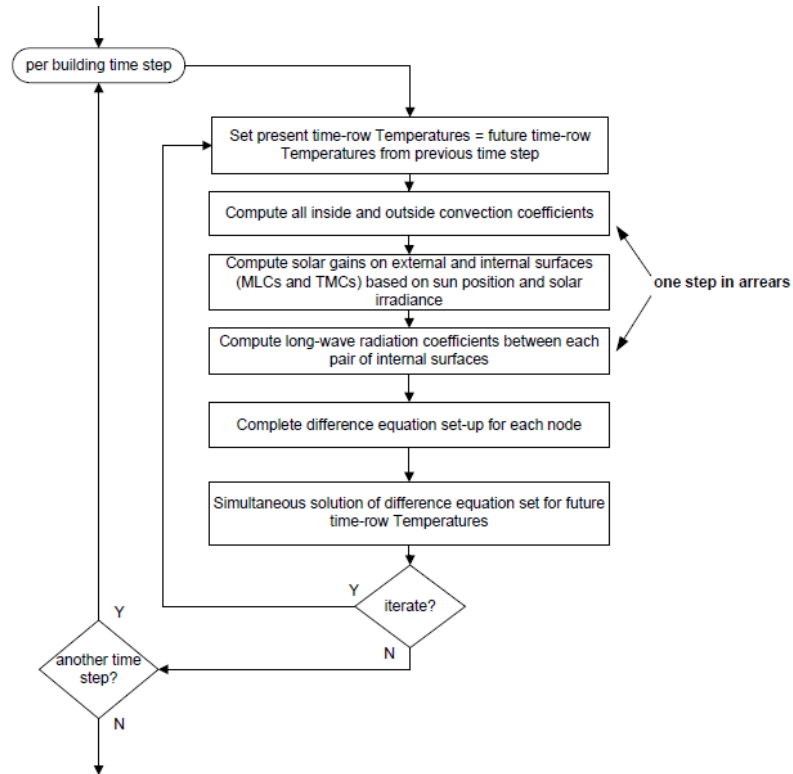 per building time step
Set present time-row Temperatures = future time-row
Temperatures from previous time step
Compute all inside and outside convection coefficients
Compute solar gains on external and internal surfaces
(MLCs and TMCs) based on sun position and solar
irradiance
one step in arrears
Compute long-wave radiation coefficients between each
pair of internal surfaces
Complete difference equation set-up for each node
Simultaneous solution of difference equation set for future
time-row Temperatures
Y
iterate?
N
Y
another time
step?
N